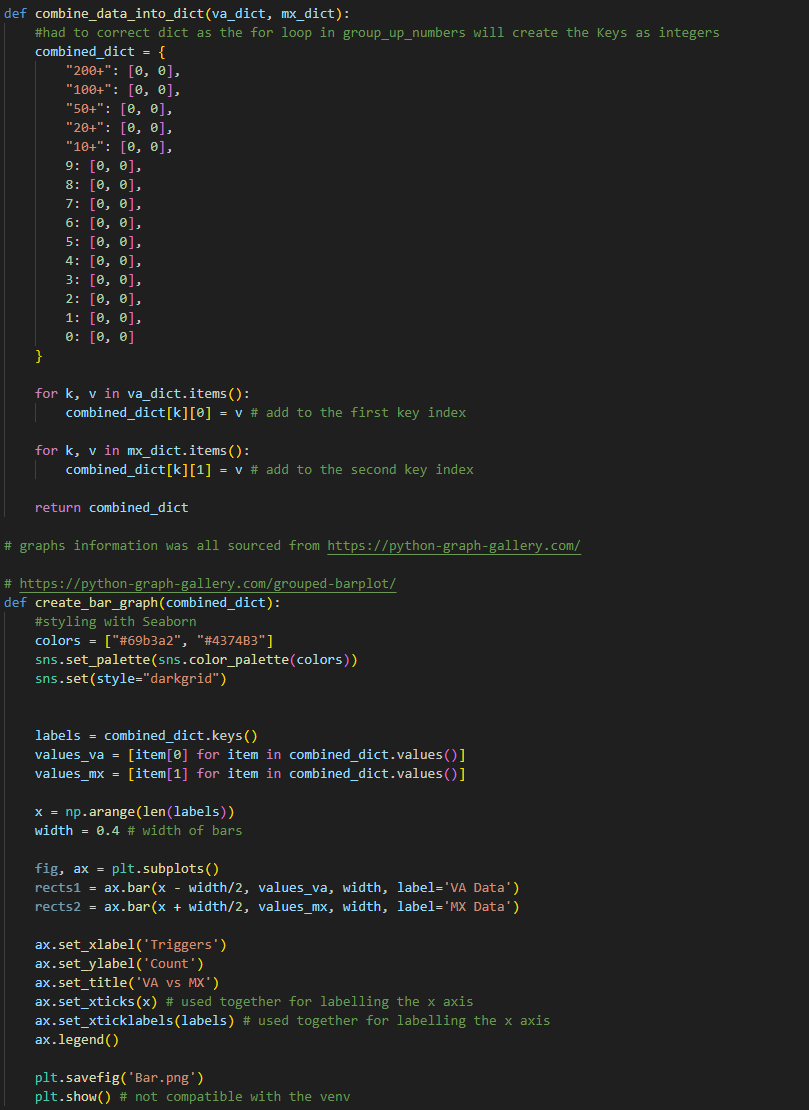 def combine_data_into_dict(va_dict, mx_dict):
    #had to correct dict as the for loop in group_up_numbers will create the Keys as integers
    combined_dict = {
        "200+": [0, 0],
        "100+": [0, 0],
        "50+": [0, 0],
        "20+": [0, 0],
        "10+": [0, 0],
        9: [0, 0],
        8: [0, 0],
        7: [0, 0],
        6: [0, 0],
        5: [0, 0],
        4: [0, 0],
        3: [0, 0],
        2: [0, 0],
        1: [0, 0],
        0: [0, 0]
    }

    for k, v in va_dict.items():
        combined_dict[k][0] = v # add to the first key index

    for k, v in mx_dict.items():
        combined_dict[k][1] = v # add to the second key index

    return combined_dict

# graphs information was all sourced from https://python-graph-gallery.com/

# https://python-graph-gallery.com/grouped-barplot/
def create_bar_graph(combined_dict):
    #styling with Seaborn
    colors = ["#69b3a2", "#4374B3"]
    sns.set_palette(sns.color_palette(colors))
    sns.set(style="darkgrid")


    labels = combined_dict.keys()
    values_va = [item[0] for item in combined_dict.values()]
    values_mx = [item[1] for item in combined_dict.values()]

    x = np.arange(len(labels))
    width = 0.4 # width of bars

    fig, ax = plt.subplots()
    rects1 = ax.bar(x - width/2, values_va, width, label='VA Data')
    rects2 = ax.bar(x + width/2, values_mx, width, label='MX Data')

    ax.set_xlabel('Triggers')
    ax.set_ylabel('Count')
    ax.set_title('VA vs MX')
    ax.set_xticks(x) # used together for labelling the x axis
    ax.set_xticklabels(labels) # used together for labelling the x axis
    ax.legend()

    plt.savefig('Bar.png')
    plt.show() # not compatible with the venv